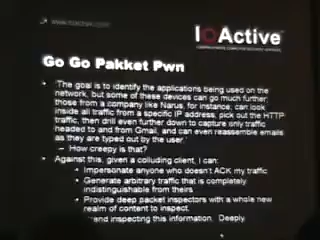 IOActive
Go Go Pakket Pwn
"The goal is to identify the applications being used on the
network, but some of these devices can go much further;
those from a company like Narus, for instance, can look
inside all traffic from a specific IP address, pick out the HTTP
traffic, then drill even further down to capture only traffic
headed to and from Gmail, and can even reassemble emails
as they are typed out by the user."
– How creepy is that?
Against this, given a colluding client, I can:
Impersonate anyone who doesn't ACK my traffic
Generate arbitrary traffic that is completely
indistinguishable from theirs
Provide deep packet inspectors with a whole new
realm of content to inspect.
and inspecting this information. Deeply.